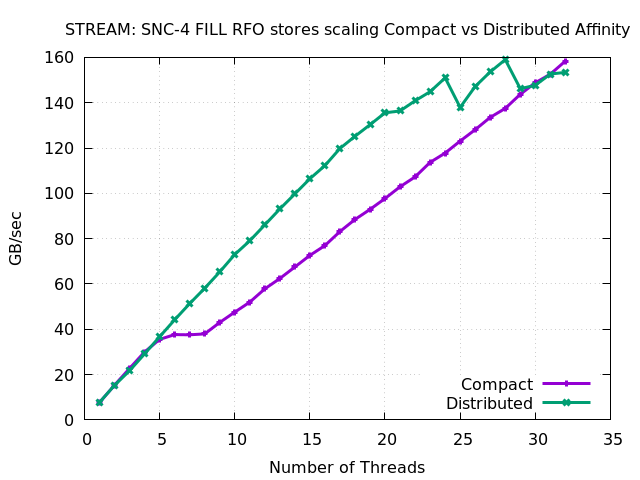 STREAM: SNC-4 FILL RFO stores scaling Compact vs Distributed Affinity
160
140
120
100
80
60
40
20
0
GB/sec
Compact
Distributed
0 5 10 15 20 25 30 35
Number of Threads